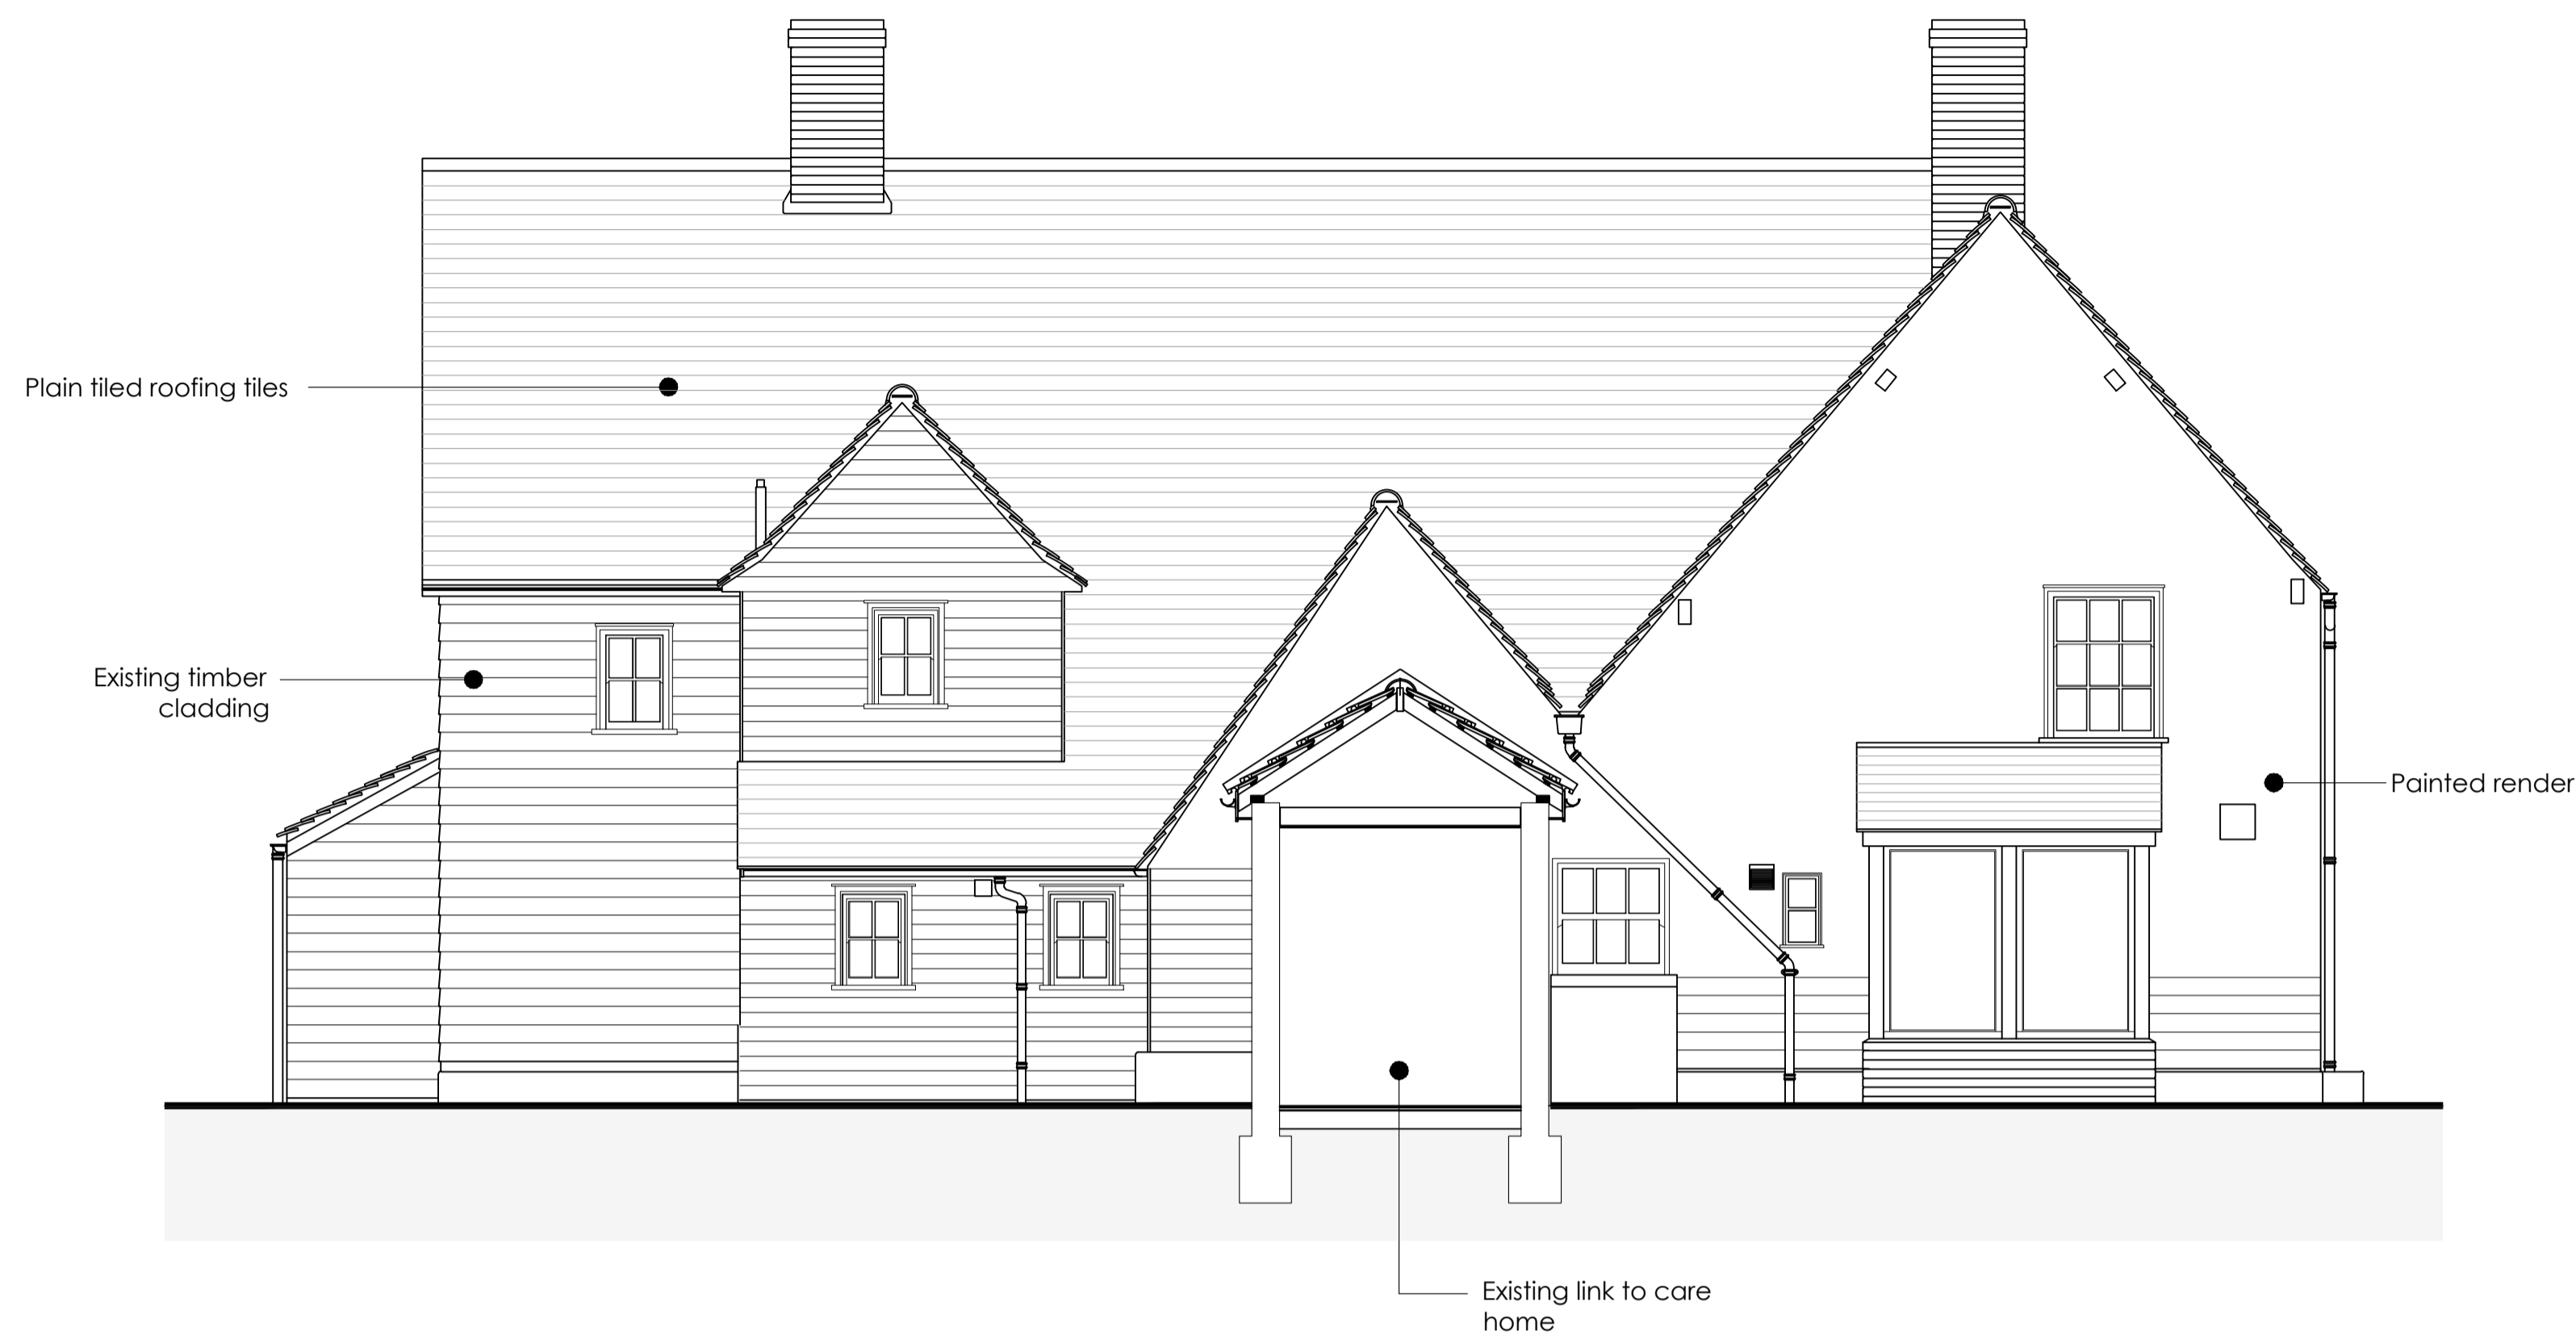 Plain tiled roofing tiles
Existing timber
cladding
Painted render
Existing link to care
home